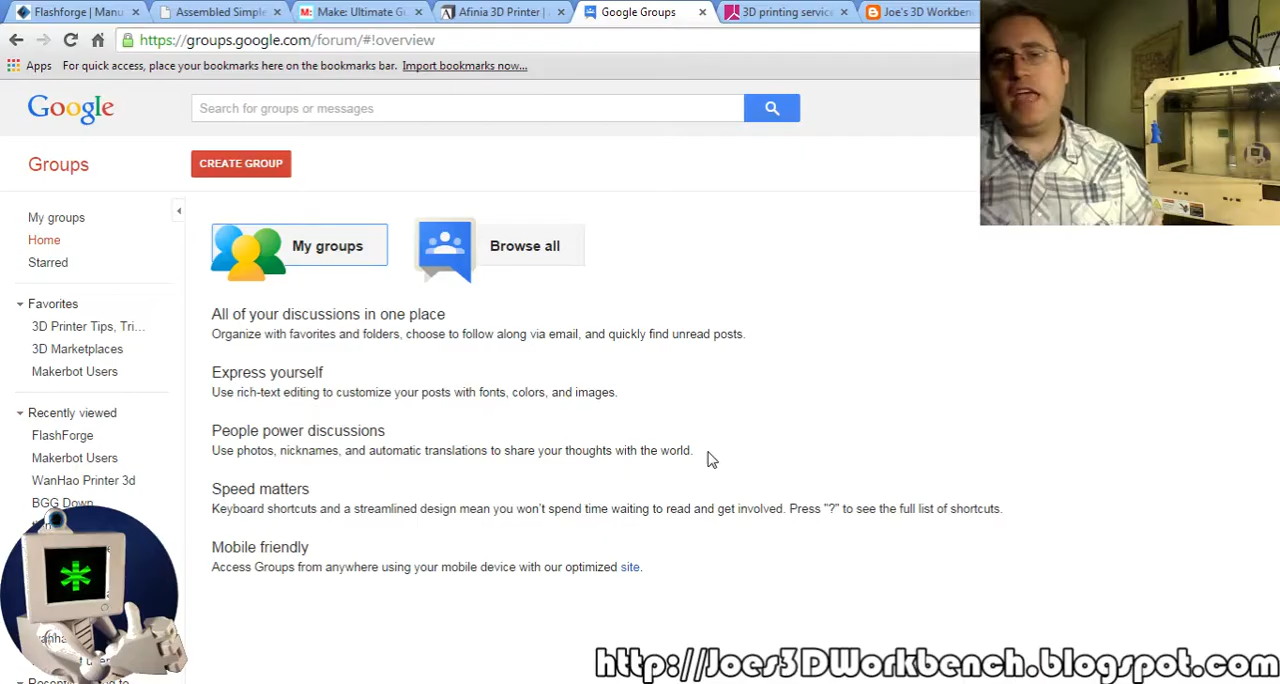 Flashforge | Manu
Assembled Simple
Make: Ultimate G
Afinia 3D Printer |
Google Groups
3D printing service
Joe's 3D Workben
https://groups.google.com/forum/#!overview
Apps For quick access, place your bookmarks here on the bookmarks bar. Import bookmarks now...
Google
Search for groups or messages
Groups
CREATE GROUP
My groups
Home
Starred
Favorites
3D Printer Tips, Tri...
3D Marketplaces
Makerbot Users
Recently viewed
FlashForge
Makerbot Users
WanHao Printer 3d
BGG Down
My groups
Browse all
All of your discussions in one place
Organize with favorites and folders, choose to follow along via email, and quickly find unread posts.
Express yourself
Use rich-text editing to customize your posts with fonts, colors, and images.
People power discussions
Use photos, nicknames, and automatic translations to share your thoughts with the world.
Speed matters
Keyboard shortcuts and a streamlined design mean you won't spend time waiting to read and get involved. Press "?" to see the full list of shortcuts.
Mobile friendly
Access Groups from anywhere using your mobile device with our optimized site.
http://Joes3DWorkbench.blogspot.com